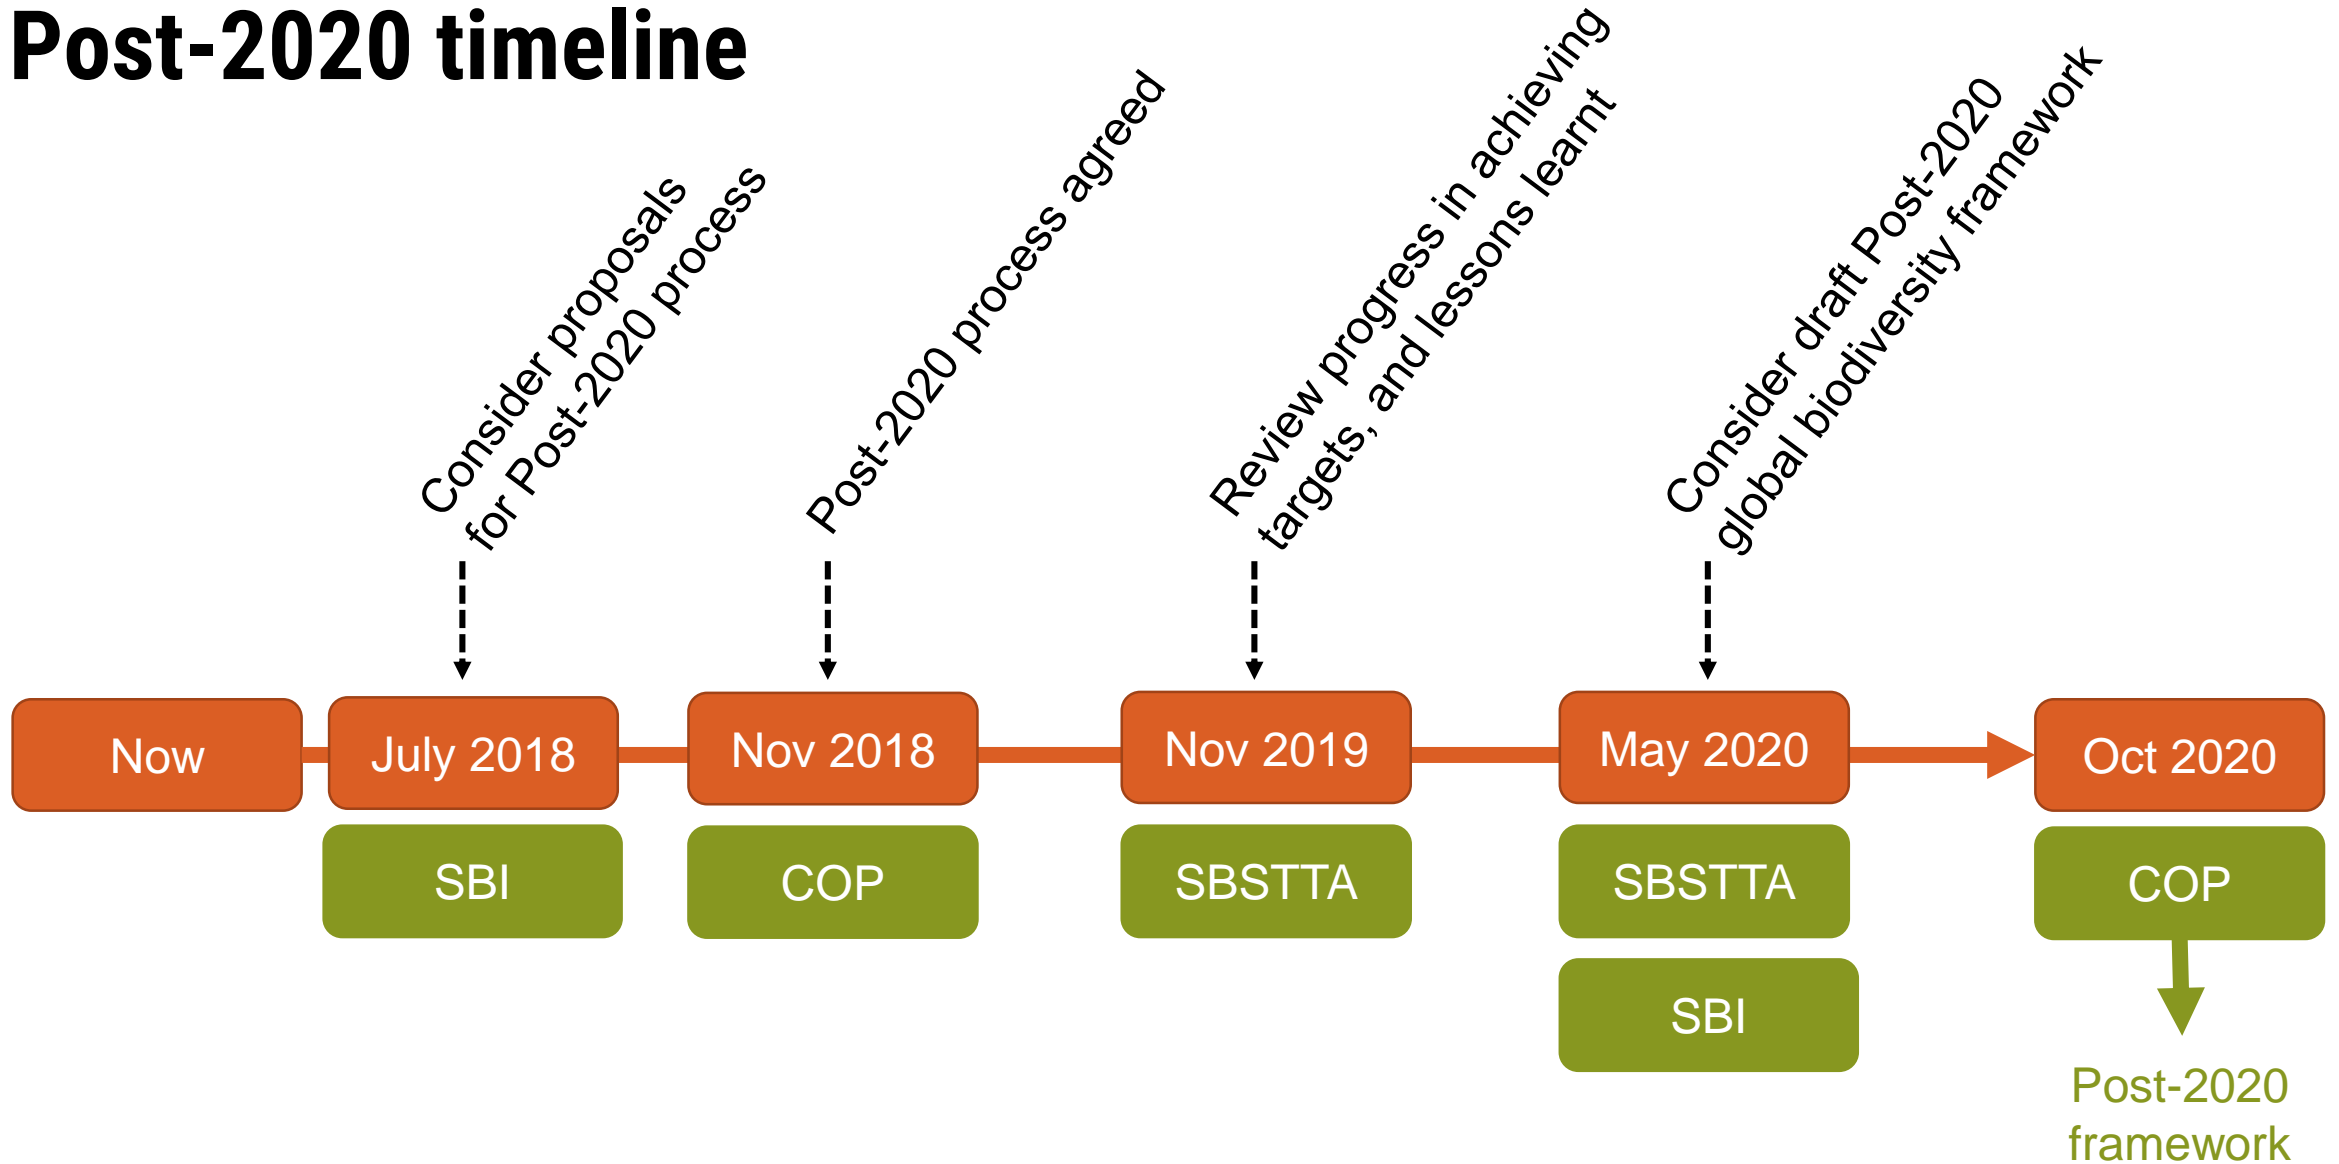 Post-2020 timeline
Consider proposals
for Post-2020 process
Post-2020 process agreed
Review progress in achieving
targets, and lessons learnt
Consider draft Post-2020
global biodiversity framework
Now
July 2018
Nov 2018
Nov 2019
May 2020
Oct 2020
SBI
COP
SBSTTA
SBSTTA
COP
SBI
Post-2020
framework